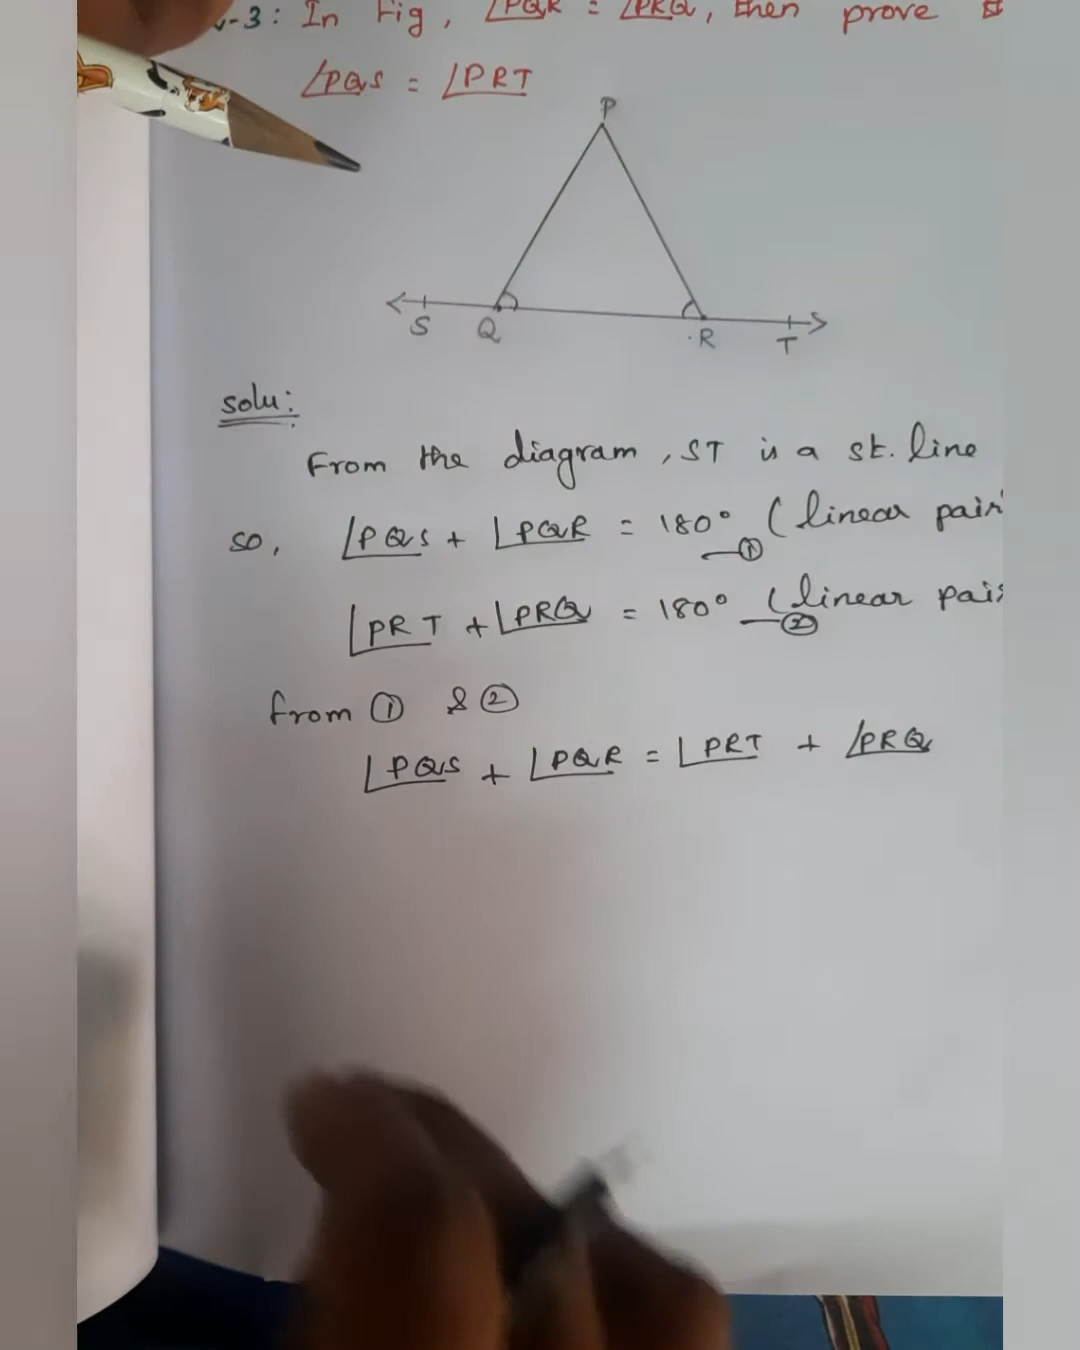 -3: In Fig, ∠PQR = ∠PRQ, then prove
∠PQS = ∠PRT
P
S Q R T
Solu:
From the diagram, ST is a st. line
so, ∠PQS + ∠PQR = 180° (linear pair
①
∠PRT + ∠PRQ = 180° (linear pair
②
from ① & ②
∠PQS + ∠PQR = ∠PRT + ∠PRQ